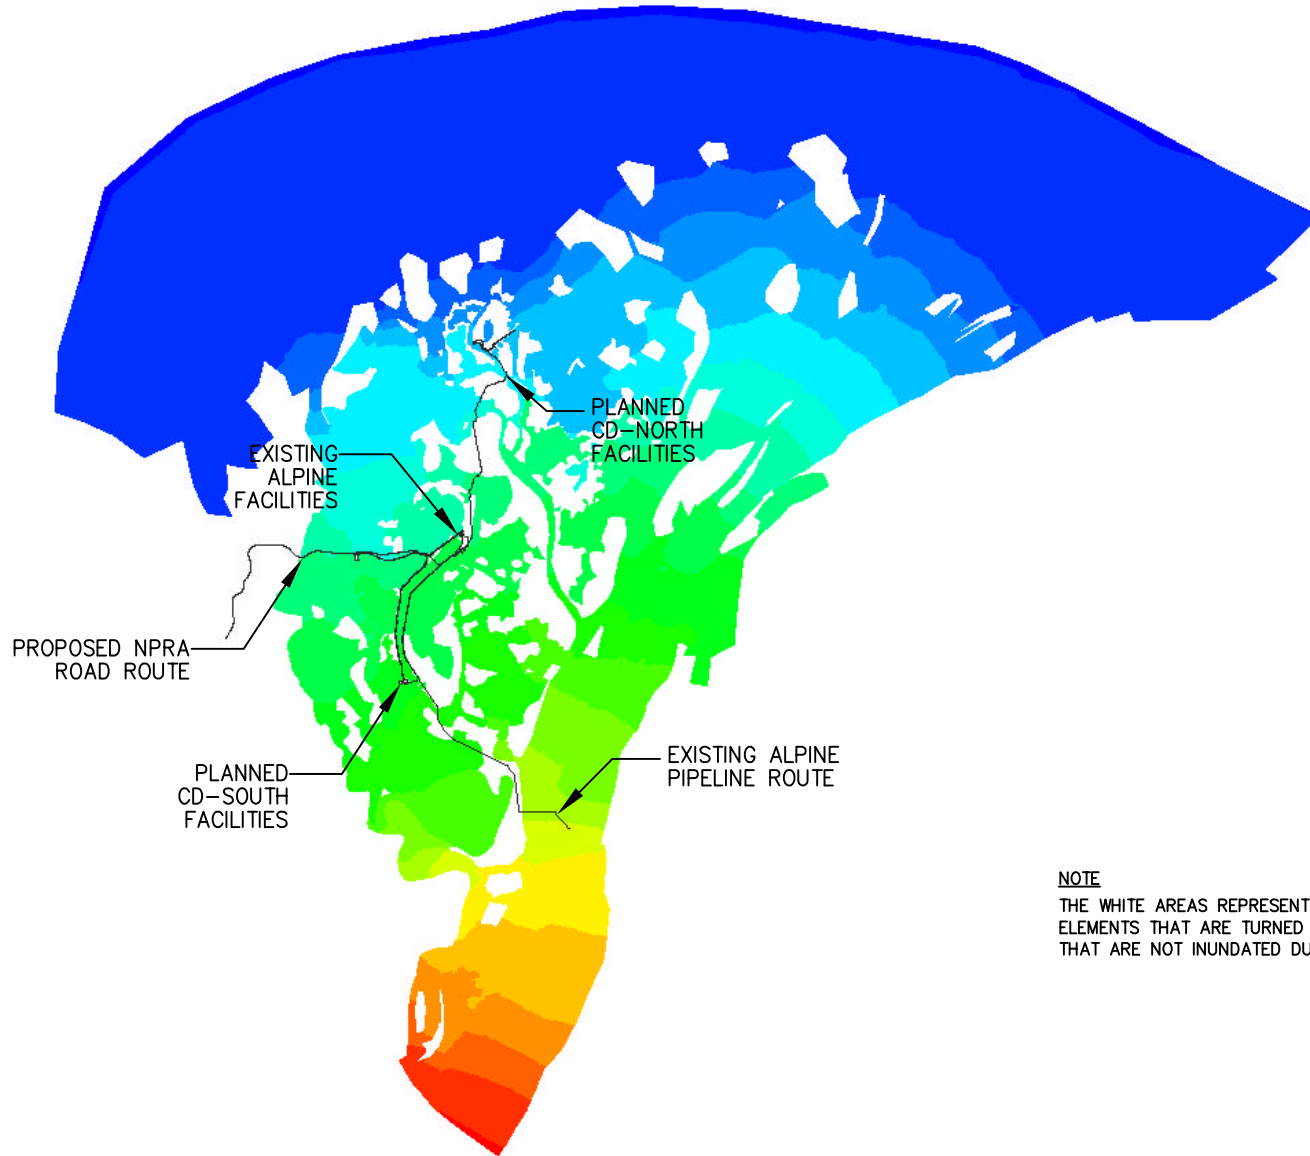 PLANNED
CD-NORTH
FACILITIES
EXISTING
ALPINE
FACILITIES
PROPOSED NPRA
ROAD ROUTE
PLANNED
CD-SOUTH
FACILITIES
EXISTING ALPINE
PIPELINE ROUTE
NOTE
THE WHITE AREAS REPRESENT
ELEMENTS THAT ARE TURNED
THAT ARE NOT INUNDATED DU